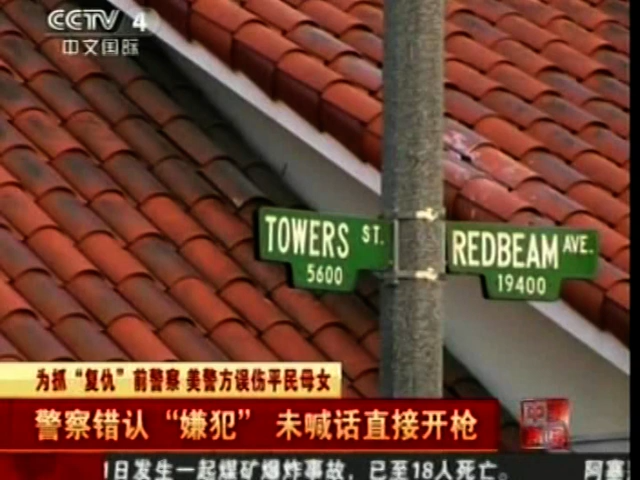 CCTV 4
中文国际
TOWERS ST.
5600
REDBEAM AVE.
19400
为抓“复仇”前警察 美警方误伤平民母女
警察错认“嫌犯” 未喊话直接开枪
1日发生一起煤矿爆炸事故，已至18人死亡。 阿塞